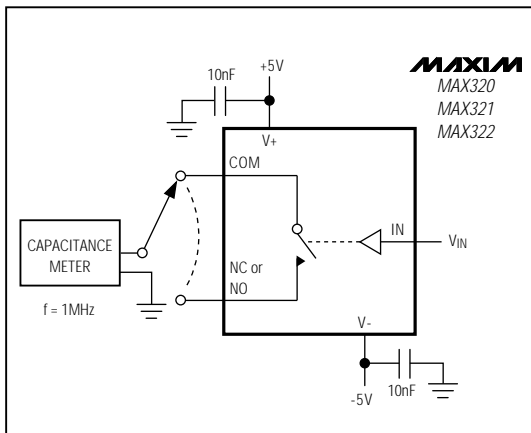 +5V
10nF
MAXIM
MAX320
MAX321
MAX322
V+
COM
IN
VIN
CAPACITANCE
METER
NC or
NO
f = 1MHz
V-
10nF
-5V